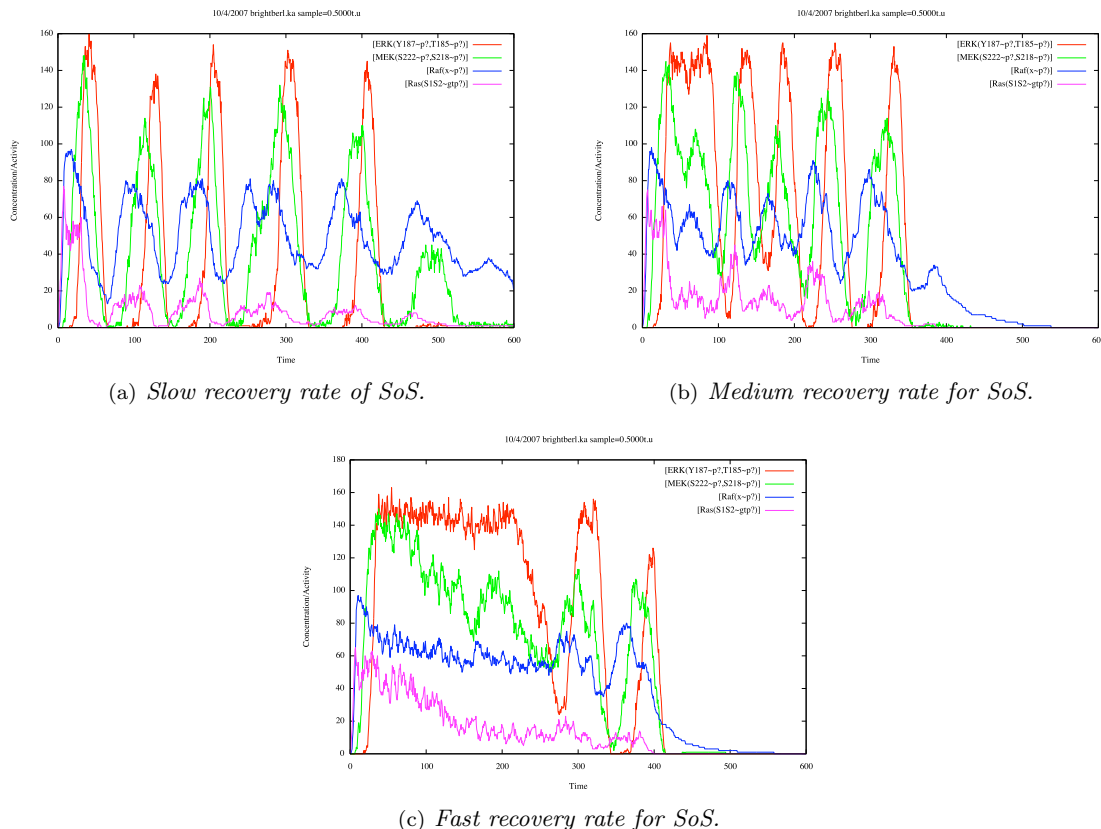 10/4/2007 brightberl.ka sample=0.5000t.u
160
140
120
100
80
60
40
20
0
Concentration/Activity
[ERK(Y187~p?,T185~p?)]
[MEK(S222~p?,S218~p?)]
[Raf(x~p?)]
[Ras(S1S2~gtp?)]
0 100 200 300 400 500 600
Time
(a) Slow recovery rate of SoS.
10/4/2007 brightberl.ka sample=0.5000t.u
160
140
120
100
80
60
40
20
0
Concentration/Activity
[ERK(Y187~p?,T185~p?)]
[MEK(S222~p?,S218~p?)]
[Raf(x~p?)]
[Ras(S1S2~gtp?)]
0 100 200 300 400 500 600
Time
(b) Medium recovery rate for SoS.
10/4/2007 brightberl.ka sample=0.5000t.u
180
160
140
120
100
80
60
40
20
0
Concentration/Activity
[ERK(Y187~p?,T185~p?)]
[MEK(S222~p?,S218~p?)]
[Raf(x~p?)]
[Ras(S1S2~gtp?)]
0 100 200 300 400 500 600
Time
(c) Fast recovery rate for SoS.